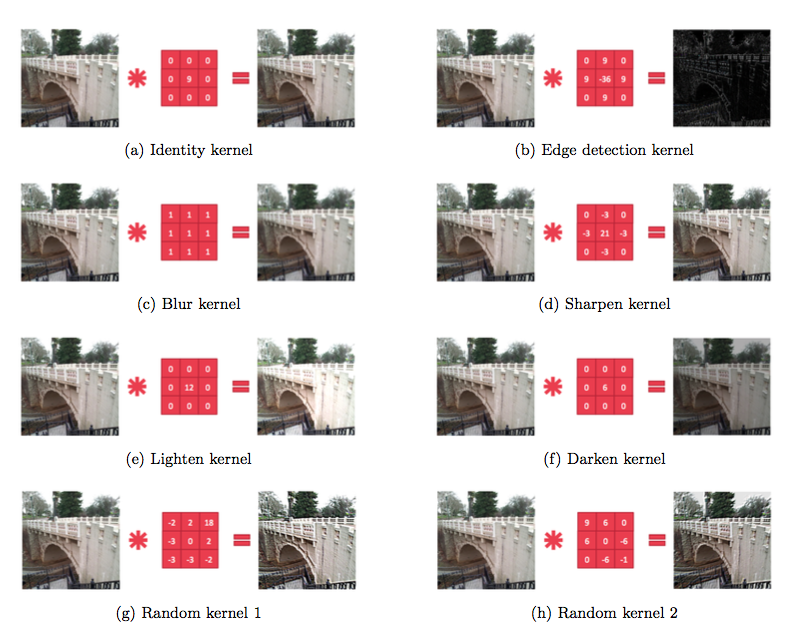 0 0 0
0 9 0
0 0 0
(a) Identity kernel
0 9 0
9 -36 9
0 9 0
(b) Edge detection kernel
1 1 1
1 1 1
1 1 1
(c) Blur kernel
0 -3 0
-3 21 -3
0 -3 0
(d) Sharpen kernel
0 0 0
0 12 0
0 0 0
(e) Lighten kernel
0 0 0
0 6 0
0 0 0
(f) Darken kernel
-2 2 18
-3 0 2
-3 -3 -2
(g) Random kernel 1
9 6 0
6 0 -6
0 -6 -1
(h) Random kernel 2